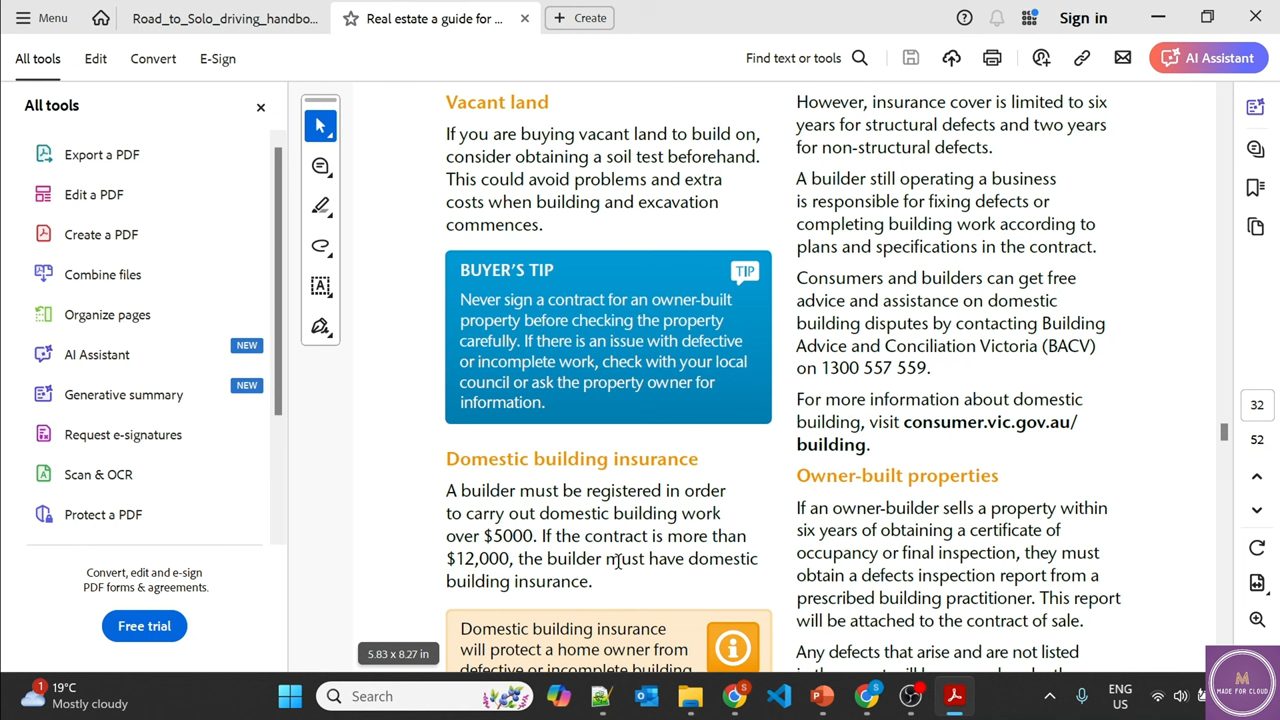 Menu
Road_to_Solo_driving_handbo...
Real estate a guide for ...
Create
Sign in
All tools
Edit
Convert
E-Sign
Find text or tools
AI Assistant
All tools
Export a PDF
Edit a PDF
Create a PDF
Combine files
Organize pages
AI Assistant
NEW
Generative summary
NEW
Request e-signatures
Scan & OCR
Protect a PDF
Convert, edit and e-sign
PDF forms & agreements.
Free trial
Vacant land
If you are buying vacant land to build on,
consider obtaining a soil test beforehand.
This could avoid problems and extra
costs when building and excavation
commences.
BUYER'S TIP
TIP
Never sign a contract for an owner-built
property before checking the property
carefully. If there is an issue with defective
or incomplete work, check with your local
council or ask the property owner for
information.
Domestic building insurance
A builder must be registered in order
to carry out domestic building work
over $5000. If the contract is more than
$12,000, the builder must have domestic
building insurance.
Domestic building insurance
will protect a home owner from
defective or incomplete building
5.83 x 8.27 in
However, insurance cover is limited to six
years for structural defects and two years
for non-structural defects.
A builder still operating a business
is responsible for fixing defects or
completing building work according to
plans and specifications in the contract.
Consumers and builders can get free
advice and assistance on domestic
building disputes by contacting Building
Advice and Conciliation Victoria (BACV)
on 1300 557 559.
For more information about domestic
building, visit consumer.vic.gov.au/
building.
Owner-built properties
If an owner-builder sells a property within
six years of obtaining a certificate of
occupancy or final inspection, they must
obtain a defects inspection report from a
prescribed building practitioner. This report
will be attached to the contract of sale.
Any defects that arise and are not listed
32
52
1
19°C
Mostly cloudy
Search
ENG
US
M
MADE FOR CLOUD